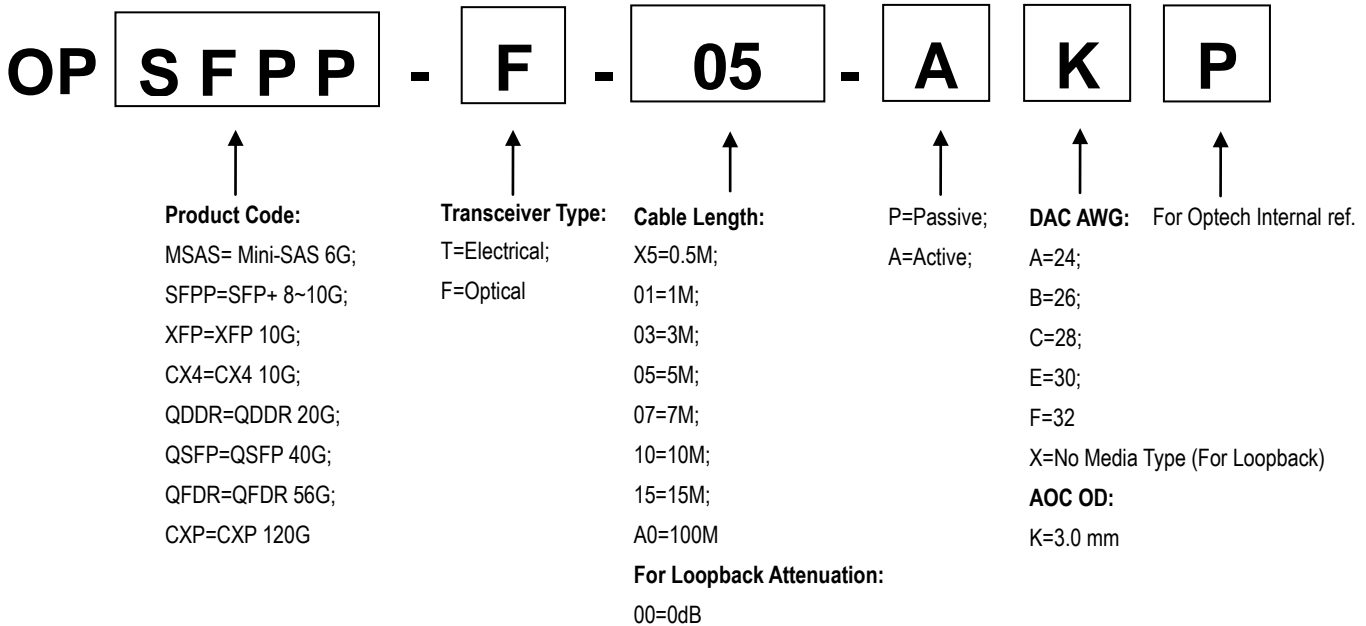 OP S F P P - F - 05 - A K P
Product Code:
MSAS= Mini-SAS 6G;
SFPP=SFP+ 8~10G;
XFP=XFP 10G;
CX4=CX4 10G;
QDDR=QDDR 20G;
QSFP=QSFP 40G;
QFDR=QFDR 56G;
CXP=CXP 120G
Transceiver Type:
T=Electrical;
F=Optical
Cable Length:
X5=0.5M;
01=1M;
03=3M;
05=5M;
07=7M;
10=10M;
15=15M;
A0=100M
For Loopback Attenuation:
00=0dB
P=Passive;
A=Active;
DAC AWG:
A=24;
B=26;
C=28;
E=30;
F=32
X=No Media Type (For Loopback)
AOC OD:
K=3.0 mm
For Optech Internal ref.